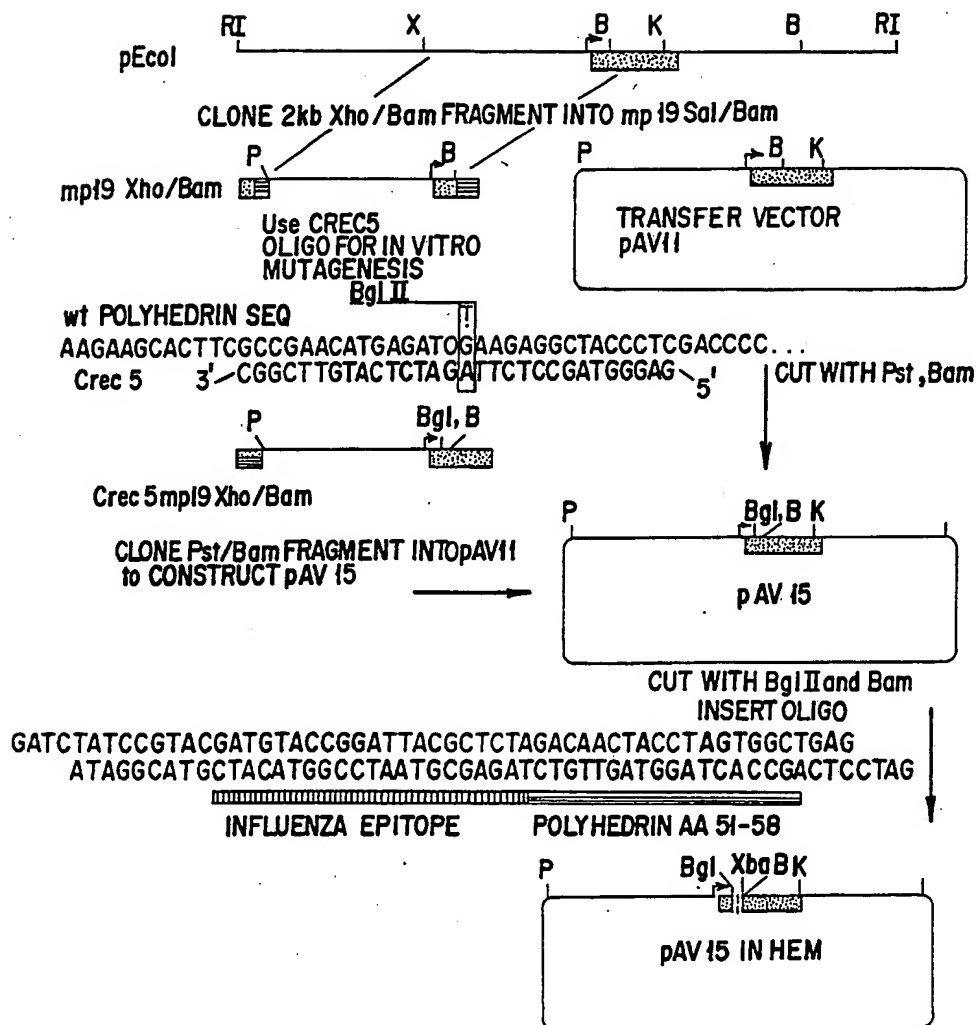 RI X B K B RI
pEcoI
CLONE 2kb Xho/Bam FRAGMENT INTO mp 19 Sal/Bam
P B
mp19 Xho/Bam
P B K
TRANSFER VECTOR
pAV11
Use CREC5
OLIGO FOR IN VITRO
MUTAGENESIS
Bgl II
wt POLYHEDRIN SEQ
AAGAAGCACTTCGCCGAACATGAGATOGAAGAGGCTACCCTCGACCCC...
Crec 5 3' CGGCTTGTACTCTAGATTCTCCGATGGGAG 5'
CUT WITH Pst, Bam
P Bgl, B
Crec 5mp19 Xho/Bam
CLONE Pst/Bam FRAGMENT INTOpAV11
to CONSTRUCT pAV 15
P Bgl, B K
pAV 15
CUT WITH Bgl II and Bam
INSERT OLIGO
GATCTATCCGTACGATGTACCGGATTACGCTCTAGACAACTACCTAGTGGCTGAG
ATAGGCATGCTACATGGCCTAATGCGAGATCTGTTGATGGATCACCGACTCCTAG
INFLUENZA EPITOPE POLYHEDRIN AA 51-58
P Bgl Xba B K
pAV 15 IN HEM